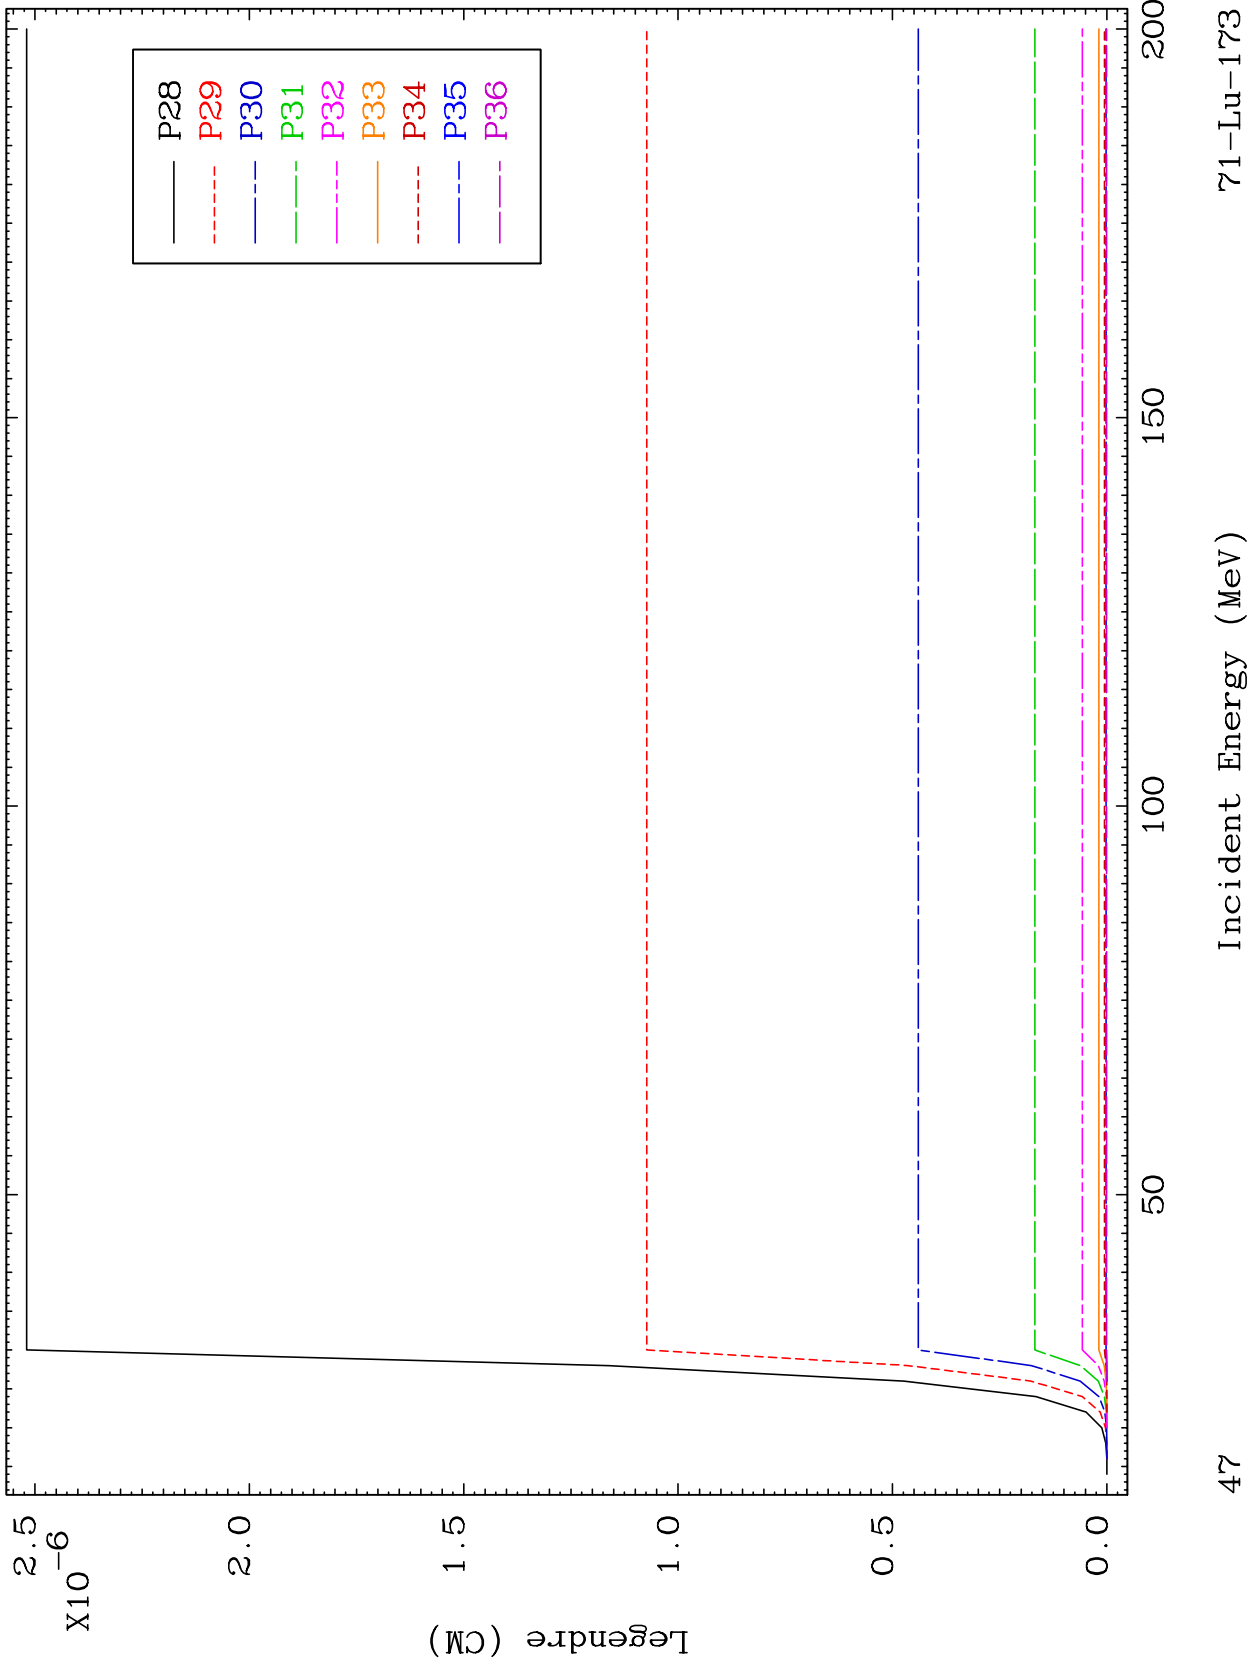 2.5
X10
-6
2.0
1.5
1.0
0.5
0.0
Legendre (CM)
P28
P29
P30
P31
P32
P33
P34
P35
P36
50
100
150
200
Incident Energy (MeV)
47
71-Lu-173